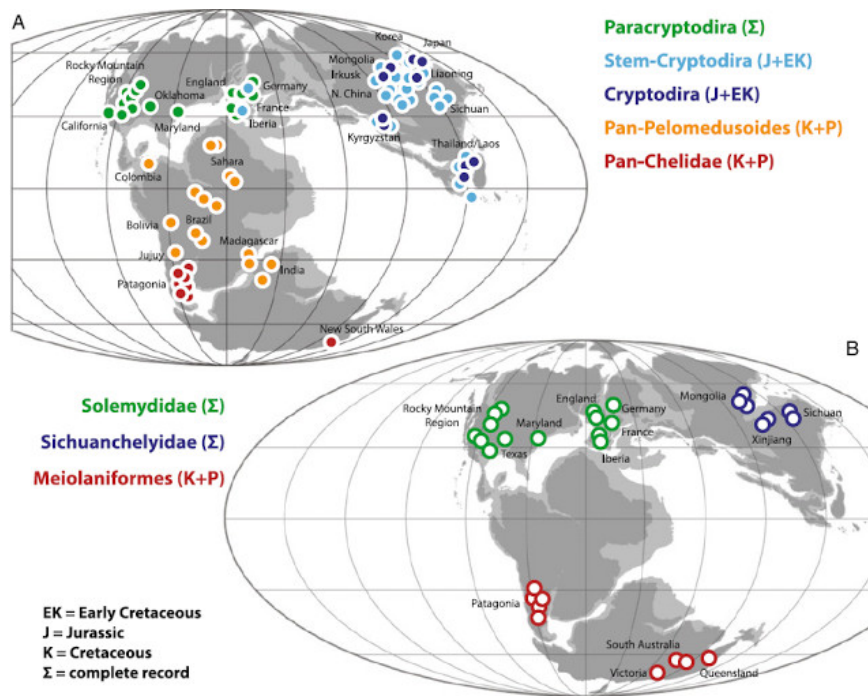 A
Korea
Japan
Mongolia
Irkusk
Liaoning
N. China
Sichuan
Kyrgyzstan
Thailand/Laos
Rocky Mountain
Region
Oklahoma
England
Germany
France
Iberia
California
Maryland
Sahara
Colombia
Bolivia
Brazil
Madagascar
Jujuy
India
Patagonia
New South Wales
Paracryptodira (Σ)
Stem-Cryptodira (J+EK)
Cryptodira (J+EK)
Pan-Pelomedusoides (K+P)
Pan-Chelidae (K+P)
B
Solemydidae (Σ)
Sichuanchelyidae (Σ)
Meiolaniformes (K+P)
Rocky Mountain
Region
Maryland
England
Germany
France
Texas
Iberia
Mongolia
Sichuan
Xinjiang
Patagonia
South Australia
Victoria
Queensland
EK = Early Cretaceous
J = Jurassic
K = Cretaceous
Σ = complete record